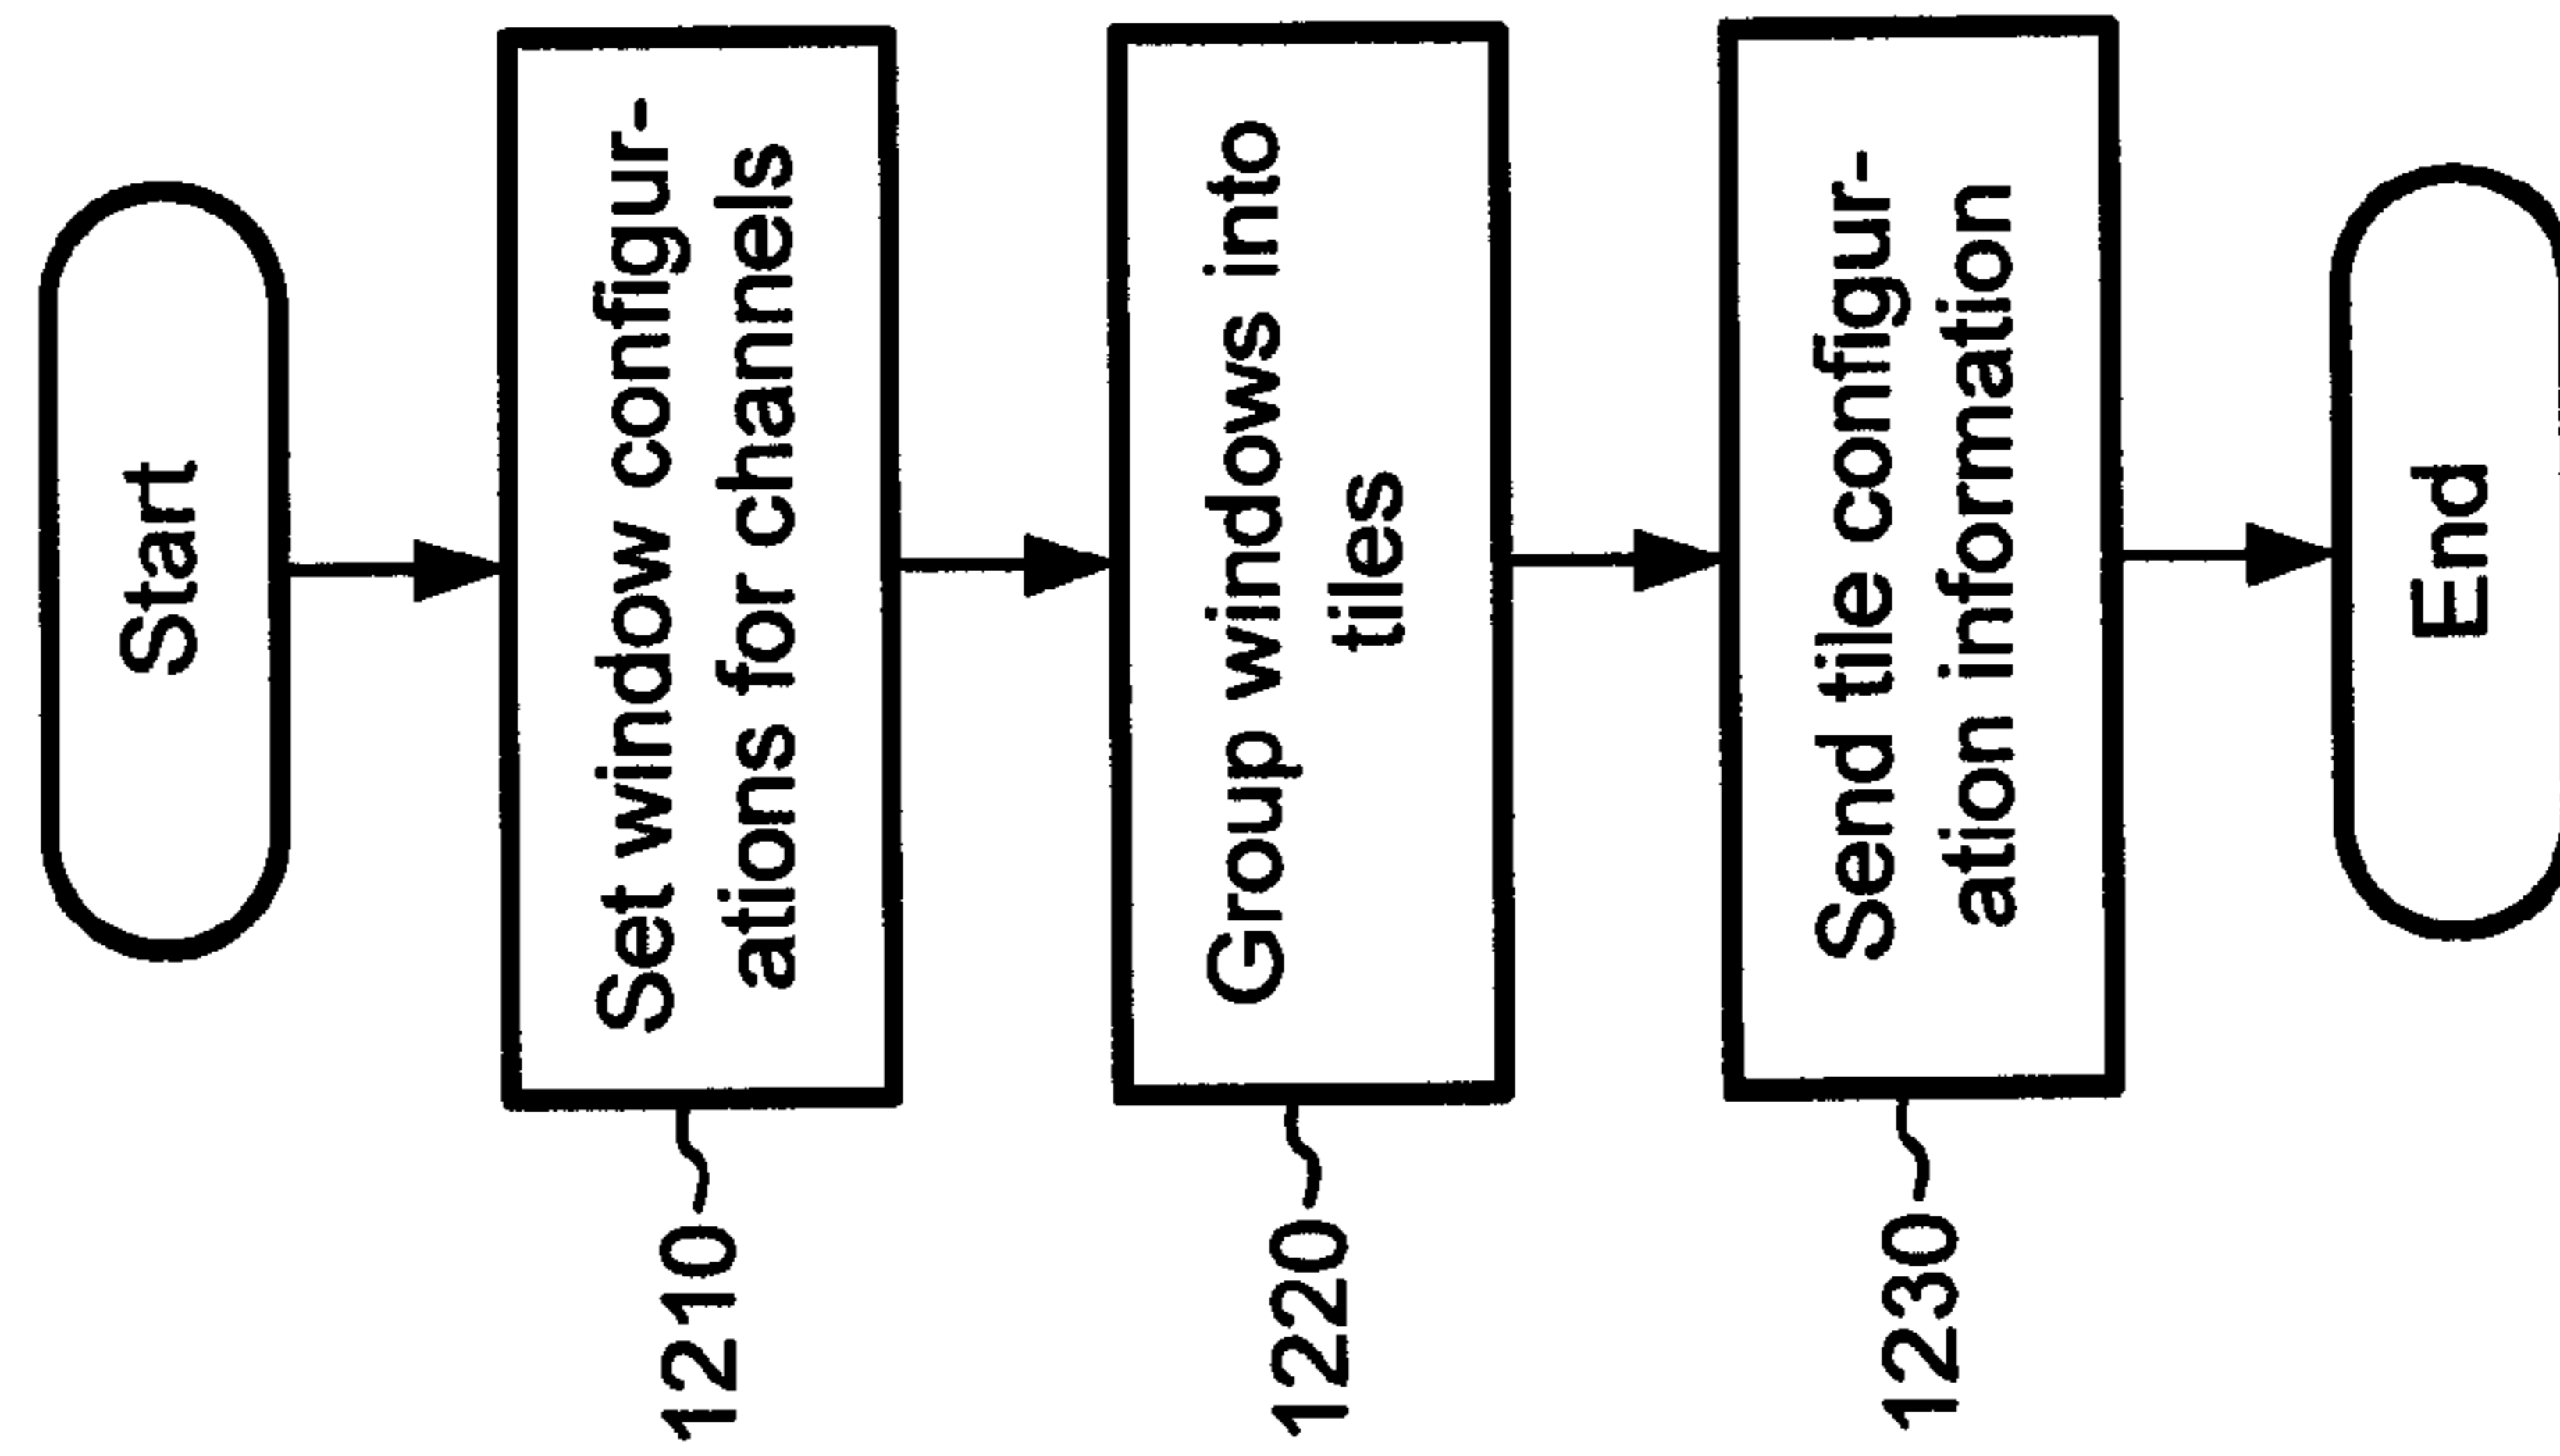 Start
Set window configur-
ations for channels
1210
Group windows into
tiles
1220
Send tile configur-
ation information
1230
End